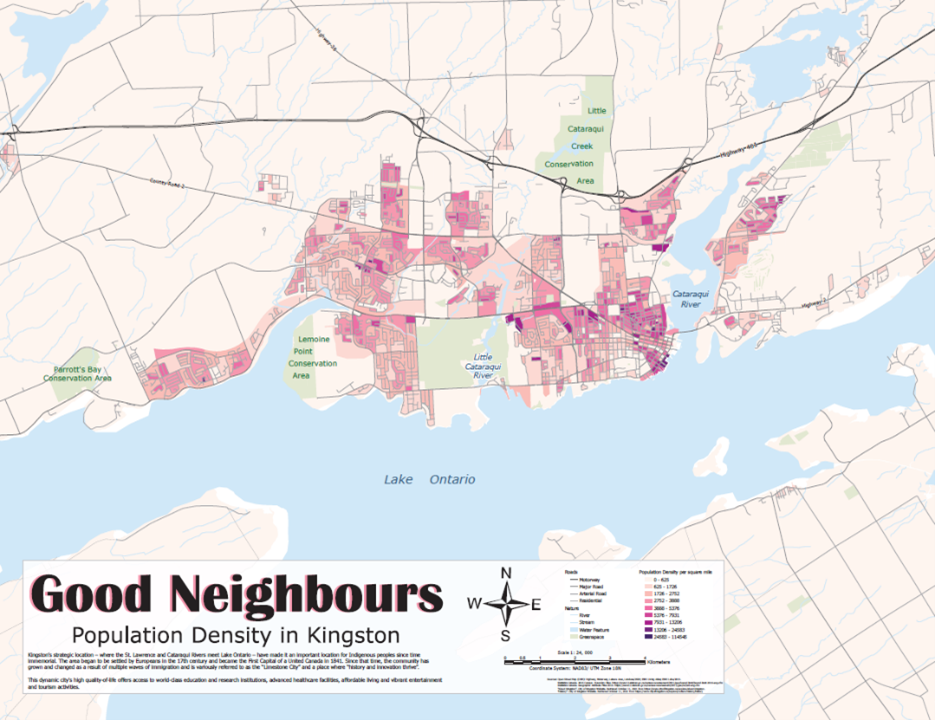 Highway 38
Little
Cataraqui
Creek
Conservation
Area
Highway 401
County Road 2
Cataraqui
River
Highway 2
Lemoine
Point
Conservation
Area
Parrott's Bay
Conservation Area
Little
Cataraqui
River
Lake Ontario
Good Neighbours
Population Density in Kingston
Kingston's strategic location – where the St. Lawrence and Cataraqui Rivers meet Lake Ontario – have made it an important location for Indigenous peoples since time
immemorial. The area began to be settled by Europeans in the 17th century and became the First Capital of a United Canada in 1841. Since that time, the community has
grown and changed as a result of multiple waves of immigration and is variously referred to as the "Limestone City" and a place where "history and innovation thrive".
This dynamic city's high quality-of-life offers access to world-class education and research institutions, advanced healthcare facilities, affordable living and vibrant entertainment
and tourism activities.
N
W E
S
Roads
Motorway
Major Road
Arterial Road
Residential
Nature
River
Stream
Water Feature
Greenspace
Population Density per square mile
0 - 625
625 - 1726
1726 - 2752
2752 - 3888
3888 - 5376
5376 - 7931
7931 - 13206
Scale 1: 24, 000
Kilometers
Coordinate System: NAD83/ UTM Zone 18N